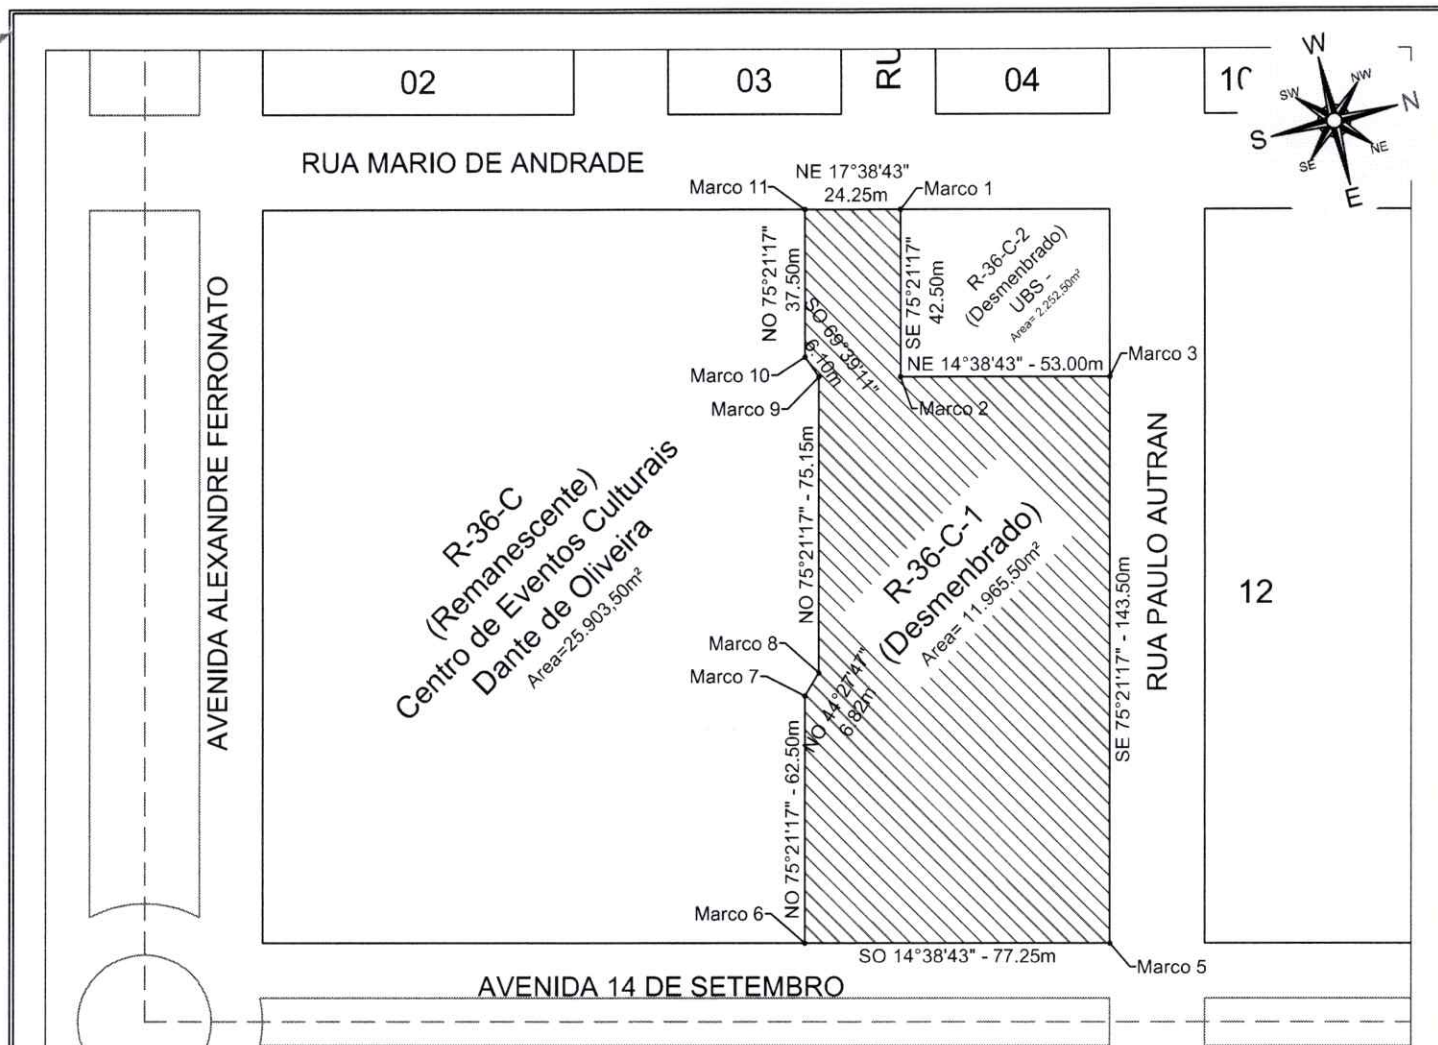 02
03
RU
04
10
W
NW
N
NE
E
SE
S
SW
RUA MARIO DE ANDRADE
NE 17°38'43"
24.25m
Marco 11
Marco 1
NO 75°21'17"
37.50m
SO 69°39'11"
6.10m
SE 75°21'17"
42.50m
R-36-C-2
(Desmenbrado)
UBS -
Area= 2.252,50m²
NE 14°38'43" - 53.00m
Marco 3
Marco 10
Marco 9
Marco 2
AVENIDA ALEXANDRE FERRONATO
R-36-C
(Remanescente)
Centro de Eventos Culturais
Dante de Oliveira
Area=25.903,50m²
NO 75°21'17" - 75.15m
R-36-C-1
(Desmenbrado)
Area= 11.965,50m²
RUA PAULO AUTRAN
12
SE 75°21'17" - 143.50m
Marco 8
Marco 7
NO 44°27'47"
6.82m
NO 75°21'17" - 62.50m
Marco 6
SO 14°38'43" - 77.25m
Marco 5
AVENIDA 14 DE SETEMBRO